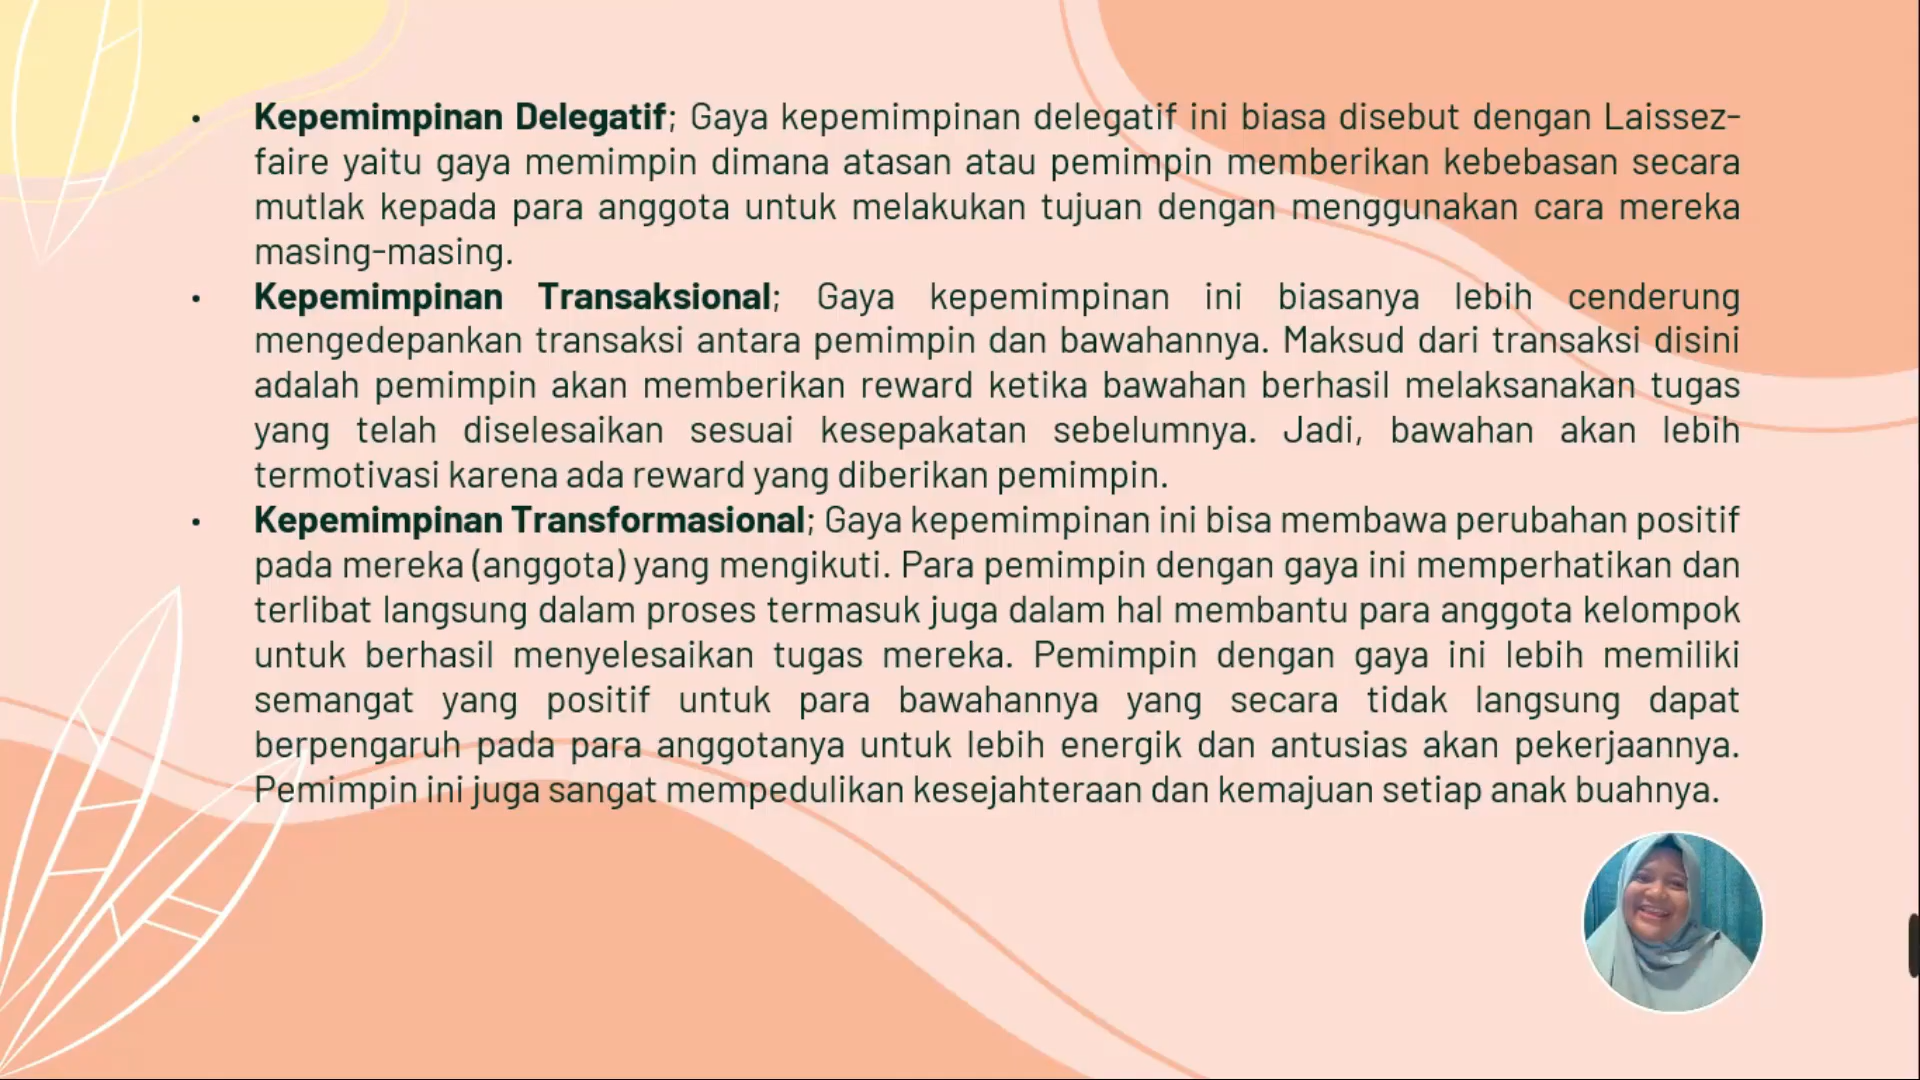 • Kepemimpinan Delegatif; Gaya kepemimpinan delegatif ini biasa disebut dengan Laissez-
faire yaitu gaya memimpin dimana atasan atau pemimpin memberikan kebebasan secara
mutlak kepada para anggota untuk melakukan tujuan dengan menggunakan cara mereka
masing-masing.
• Kepemimpinan Transaksional; Gaya kepemimpinan ini biasanya lebih cenderung
mengedepankan transaksi antara pemimpin dan bawahannya. Maksud dari transaksi disini
adalah pemimpin akan memberikan reward ketika bawahan berhasil melaksanakan tugas
yang telah diselesaikan sesuai kesepakatan sebelumnya. Jadi, bawahan akan lebih
termotivasi karena ada reward yang diberikan pemimpin.
• Kepemimpinan Transformasional; Gaya kepemimpinan ini bisa membawa perubahan positif
pada mereka (anggota) yang mengikuti. Para pemimpin dengan gaya ini memperhatikan dan
terlibat langsung dalam proses termasuk juga dalam hal membantu para anggota kelompok
untuk berhasil menyelesaikan tugas mereka. Pemimpin dengan gaya ini lebih memiliki
semangat yang positif untuk para bawahannya yang secara tidak langsung dapat
berpengaruh pada para anggotanya untuk lebih energik dan antusias akan pekerjaannya.
Pemimpin ini juga sangat mempedulikan kesejahteraan dan kemajuan setiap anak buahnya.